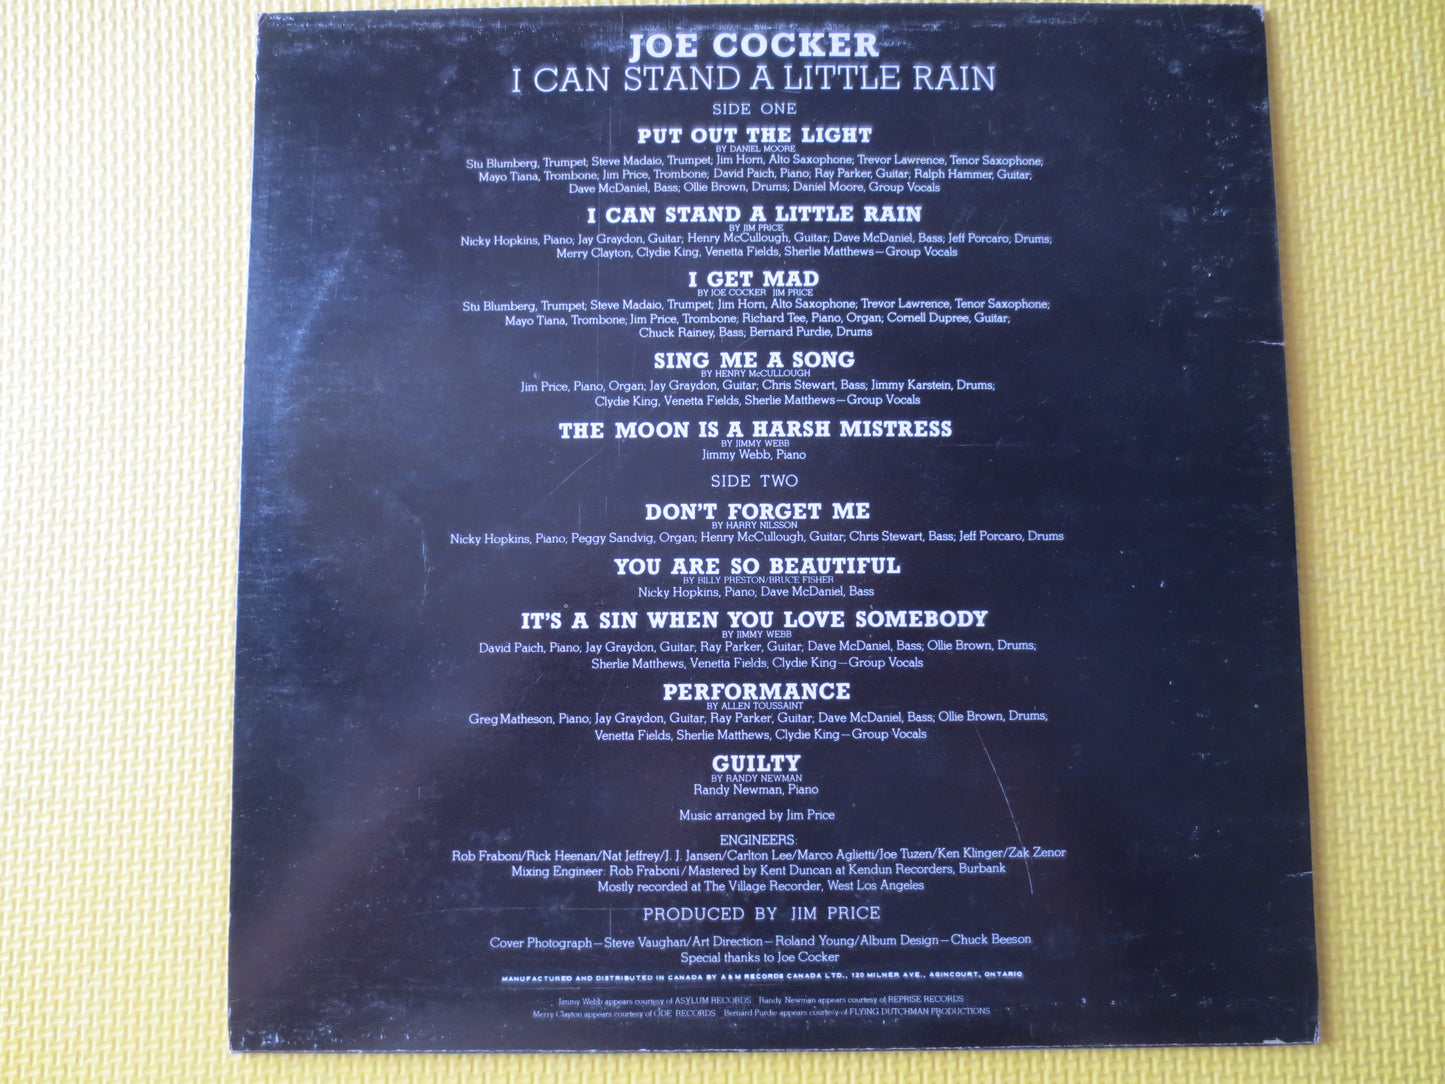 JOE COCKER
I CAN STAND A LITTLE RAIN
SIDE ONE
PUT OUT THE LIGHT
BY DANIEL MOORE
Stu Blumberg, Trumpet; Steve Madaio, Trumpet; Jim Horn, Alto Saxophone; Trevor Lawrence, Tenor Saxophone;
Mayo Tiana, Trombone; Jim Price, Trombone; David Paich, Piano; Ray Parker, Guitar; Ralph Hammer, Guitar;
Dave McDaniel, Bass; Ollie Brown, Drums; Daniel Moore, Group Vocals
I CAN STAND A LITTLE RAIN
BY JIM PRICE
Nicky Hopkins, Piano; Jay Graydon, Guitar; Henry McCullough, Guitar; Dave McDaniel, Bass; Jeff Porcaro, Drums;
Merry Clayton, Clydie King, Venetta Fields, Sherlie Matthews—Group Vocals
I GET MAD
BY JOE COCKER JIM PRICE
Stu Blumberg, Trumpet; Steve Madaio, Trumpet; Jim Horn, Alto Saxophone; Trevor Lawrence, Tenor Saxophone;
Mayo Tiana, Trombone; Jim Price, Trombone; Richard Tee, Piano, Organ; Cornell Dupree, Guitar;
Chuck Rainey, Bass; Bernard Purdie, Drums
SING ME A SONG
BY HENRY McCULLOUGH
Jim Price, Piano, Organ; Jay Graydon, Guitar; Chris Stewart, Bass; Jimmy Karstein, Drums;
Clydie King, Venetta Fields, Sherlie Matthews—Group Vocals
THE MOON IS A HARSH MISTRESS
BY JIMMY WEBB
Jimmy Webb, Piano
SIDE TWO
DON'T FORGET ME
BY HARRY NILSSON
Nicky Hopkins, Piano; Peggy Sandvig, Organ; Henry McCullough, Guitar; Chris Stewart, Bass; Jeff Porcaro, Drums
YOU ARE SO BEAUTIFUL
BY BILLY PRESTON/BRUCE FISHER
Nicky Hopkins, Piano, Dave McDaniel, Bass
IT'S A SIN WHEN YOU LOVE SOMEBODY
BY JIMMY WEBB
David Paich, Piano; Jay Graydon, Guitar; Ray Parker, Guitar; Dave McDaniel, Bass; Ollie Brown, Drums;
Sherlie Matthews, Venetta Fields, Clydie King—Group Vocals
PERFORMANCE
BY ALLEN TOUSSAINT
Greg Matheson, Piano; Jay Graydon, Guitar; Ray Parker, Guitar; Dave McDaniel, Bass; Ollie Brown, Drums;
Venetta Fields, Sherlie Matthews, Clydie King—Group Vocals
GUILTY
BY RANDY NEWMAN
Randy Newman, Piano
Music arranged by Jim Price
ENGINEERS:
Rob Fraboni/Rick Heenan/Nat Jeffrey/J. J. Jansen/Carlton Lee/Marco Aglietti/Joe Tuzen/Ken Klinger/Zak Zenor
Mixing Engineer: Rob Fraboni/Mastered by Kent Duncan at Kendun Recorders, Burbank
Mostly recorded at The Village Recorder, West Los Angeles
PRODUCED BY JIM PRICE
Cover Photograph—Steve Vaughan/Art Direction—Roland Young/Album Design—Chuck Beeson
Special thanks to Joe Cocker
MANUFACTURED AND DISTRIBUTED IN CANADA BY A&M RECORDS CANADA LTD., 120 MILNER AVE., AGINCOURT, ONTARIO
Jimmy Webb appears courtesy of ASYLUM RECORDS Randy Newman appears courtesy of REPRISE RECORDS
Merry Clayton appears courtesy of ODE RECORDS Bernard Purdie appears courtesy of FLYING DUTCHMAN PRODUCTIONS